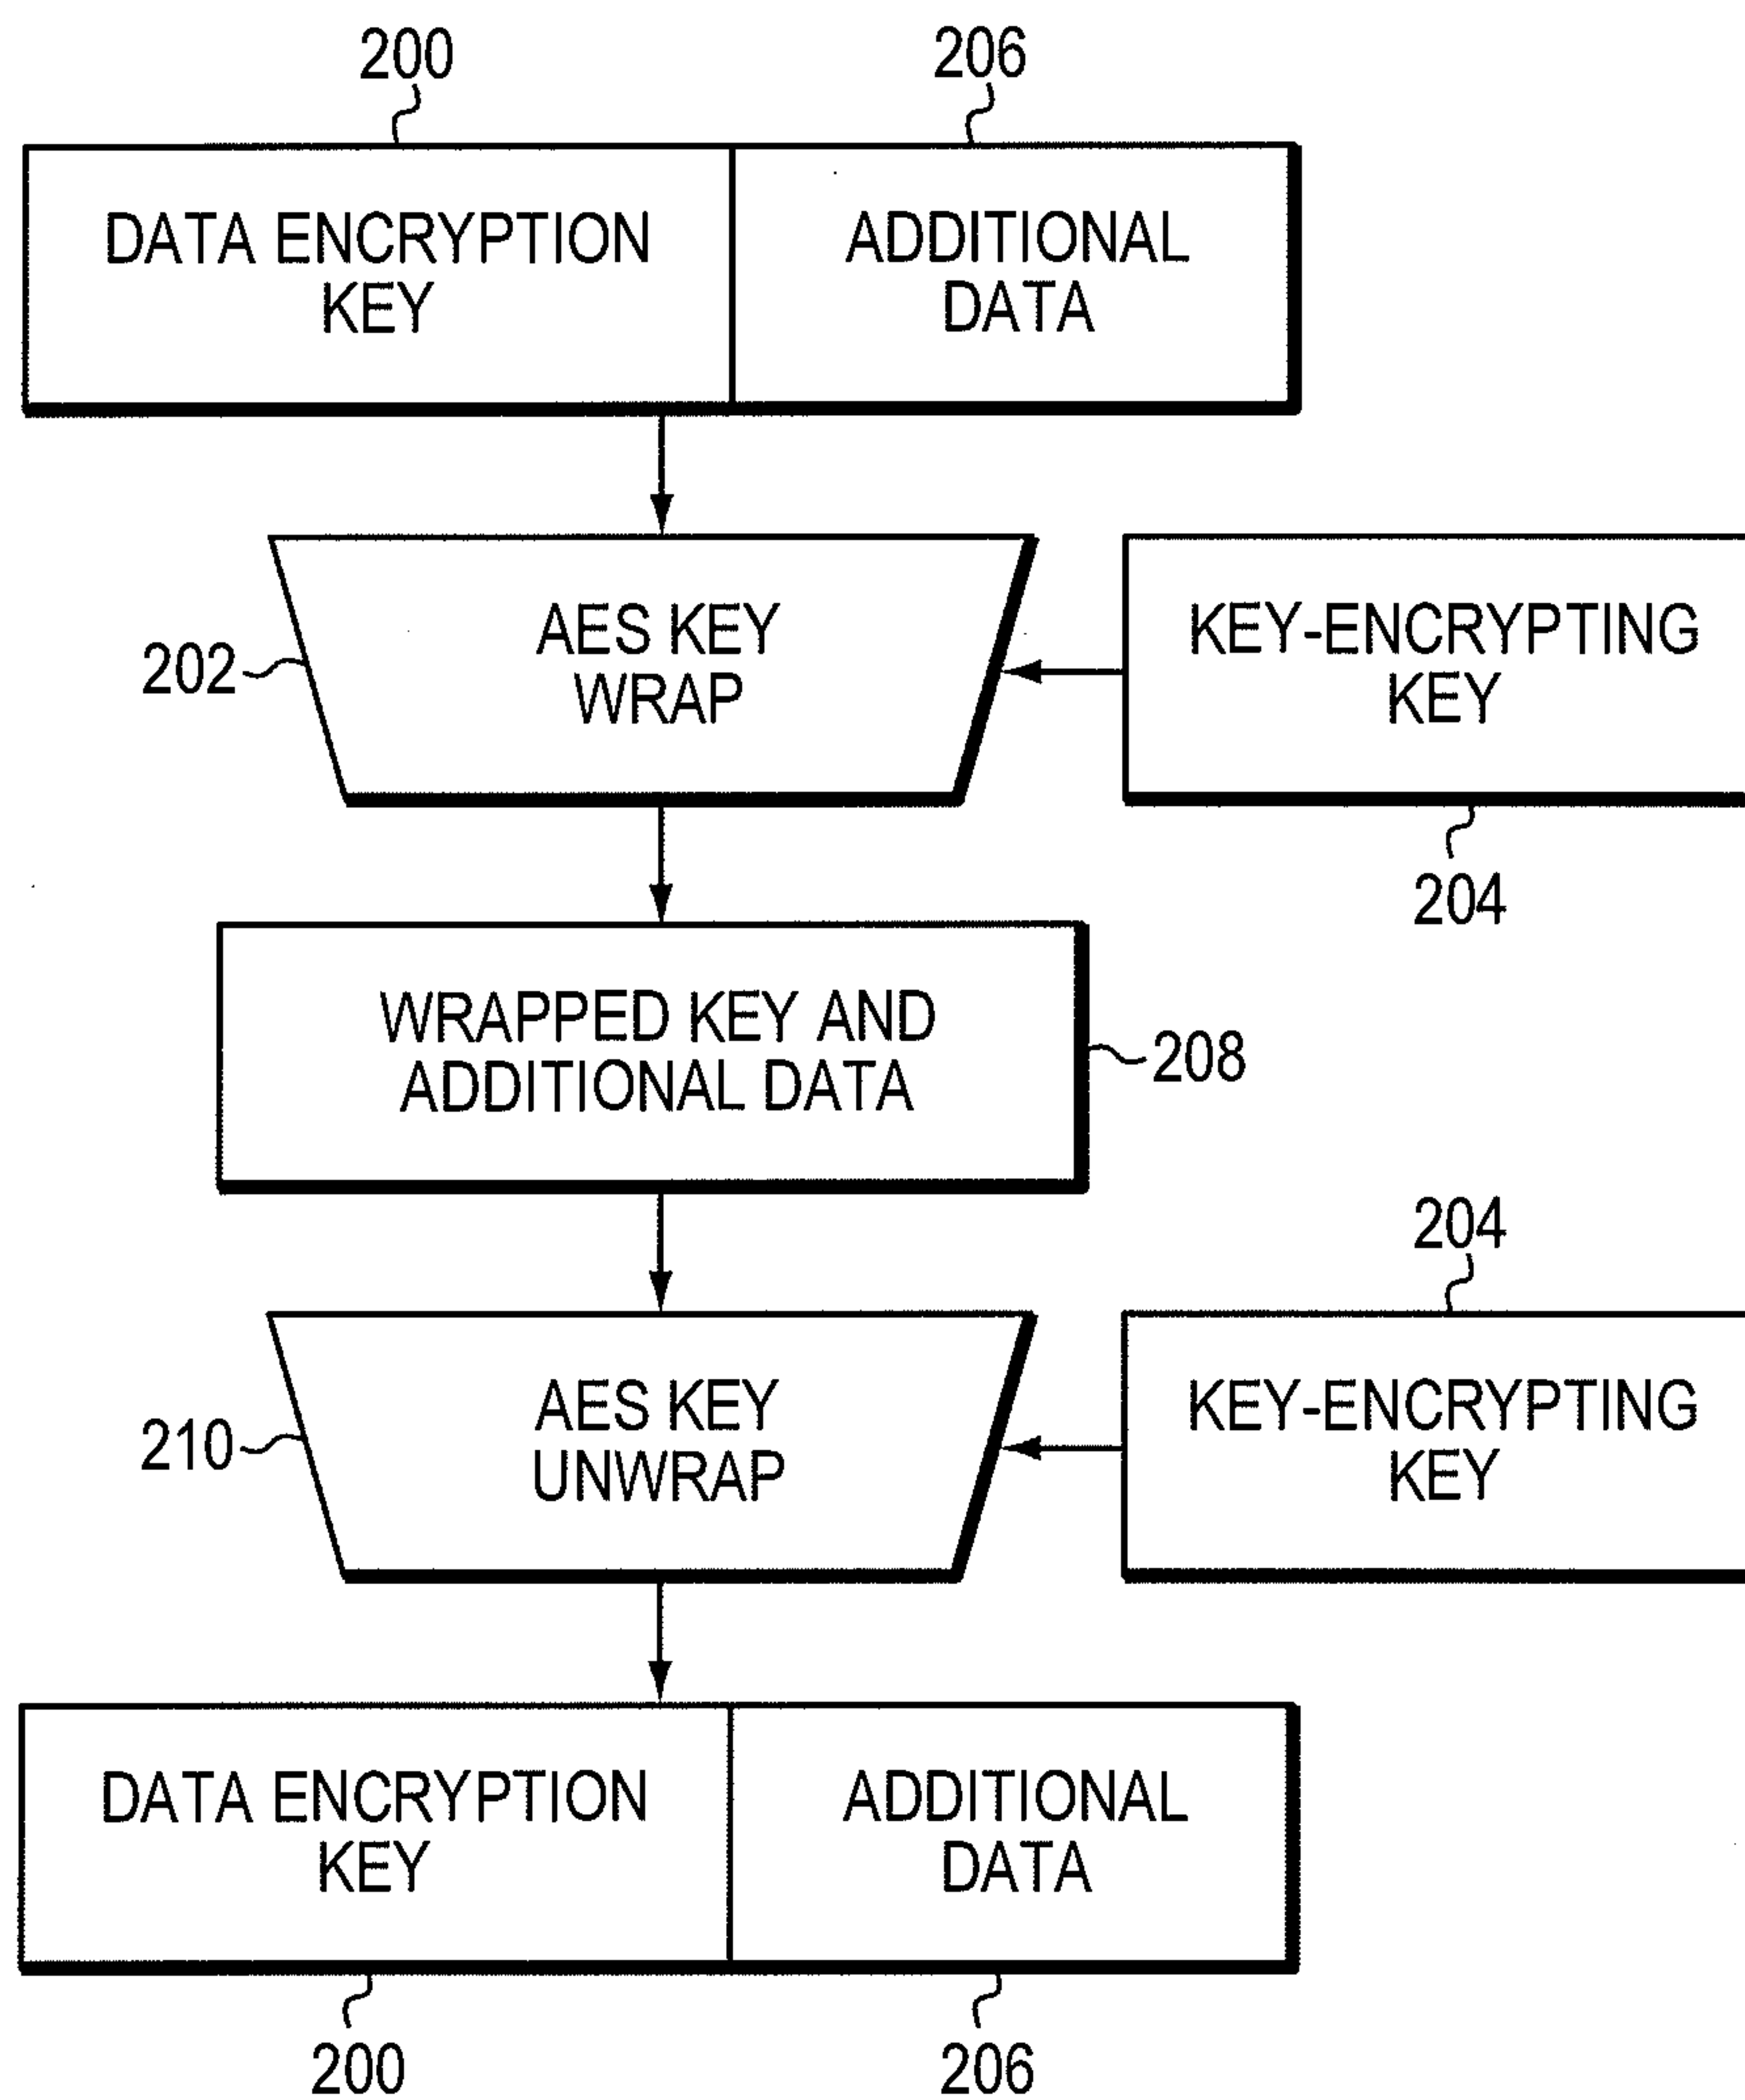 200
206
DATA ENCRYPTION
KEY
ADDITIONAL
DATA
AES KEY
WRAP
202
KEY-ENCRYPTING
KEY
204
WRAPPED KEY AND
ADDITIONAL DATA
208
204
AES KEY
UNWRAP
210
KEY-ENCRYPTING
KEY
DATA ENCRYPTION
KEY
ADDITIONAL
DATA
200
206